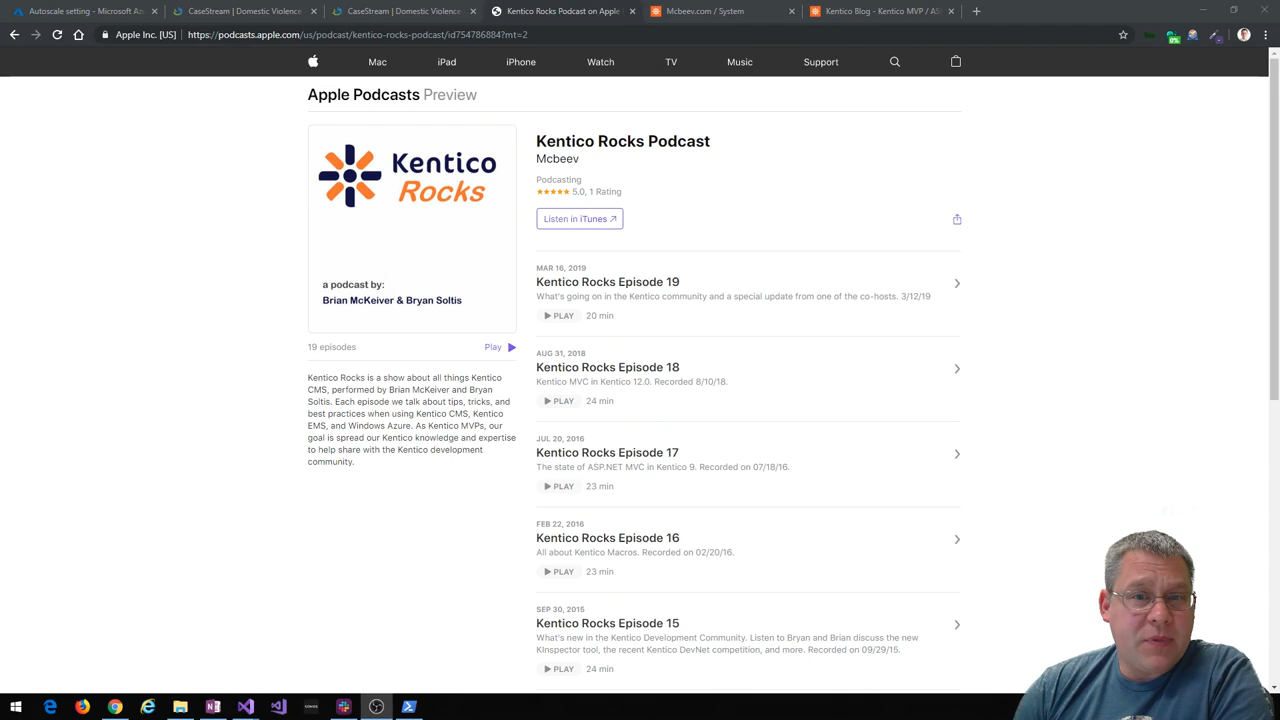 Autoscale setting - Microsoft Az
CaseStream | Domestic Violence
CaseStream | Domestic Violence
Kentico Rocks Podcast on Apple
Mcbeev.com / System
Kentico Blog - Kentico MVP / AS
Apple Inc. [US] https://podcasts.apple.com/us/podcast/kentico-rocks-podcast/id754786884?mt=2
0%
Mac iPad iPhone Watch TV Music Support
Apple Podcasts Preview
Kentico
Rocks
a podcast by:
Brian McKeiver & Bryan Soltis
19 episodes
Play
Kentico Rocks is a show about all things Kentico
CMS, performed by Brian McKeiver and Bryan
Soltis. Each episode we talk about tips, tricks, and
best practices when using Kentico CMS, Kentico
EMS, and Windows Azure. As Kentico MVPs, our
goal is spread our Kentico knowledge and expertise
to help share with the Kentico development
community.
Kentico Rocks Podcast
Mcbeev
Podcasting
★★★★★ 5.0, 1 Rating
Listen in iTunes ↗
MAR 16, 2019
Kentico Rocks Episode 19
What's going on in the Kentico community and a special update from one of the co-hosts. 3/12/19
PLAY 20 min
AUG 31, 2018
Kentico Rocks Episode 18
Kentico MVC in Kentico 12.0. Recorded 8/10/18.
PLAY 24 min
JUL 20, 2016
Kentico Rocks Episode 17
The state of ASP.NET MVC in Kentico 9. Recorded on 07/18/16.
PLAY 23 min
FEB 22, 2016
Kentico Rocks Episode 16
All about Kentico Macros. Recorded on 02/20/16.
PLAY 23 min
SEP 30, 2015
Kentico Rocks Episode 15
What's new in the Kentico Development Community. Listen to Bryan and Brian discuss the new
KInspector tool, the recent Kentico DevNet competition, and more. Recorded on 09/29/15.
PLAY 24 min
SONOS